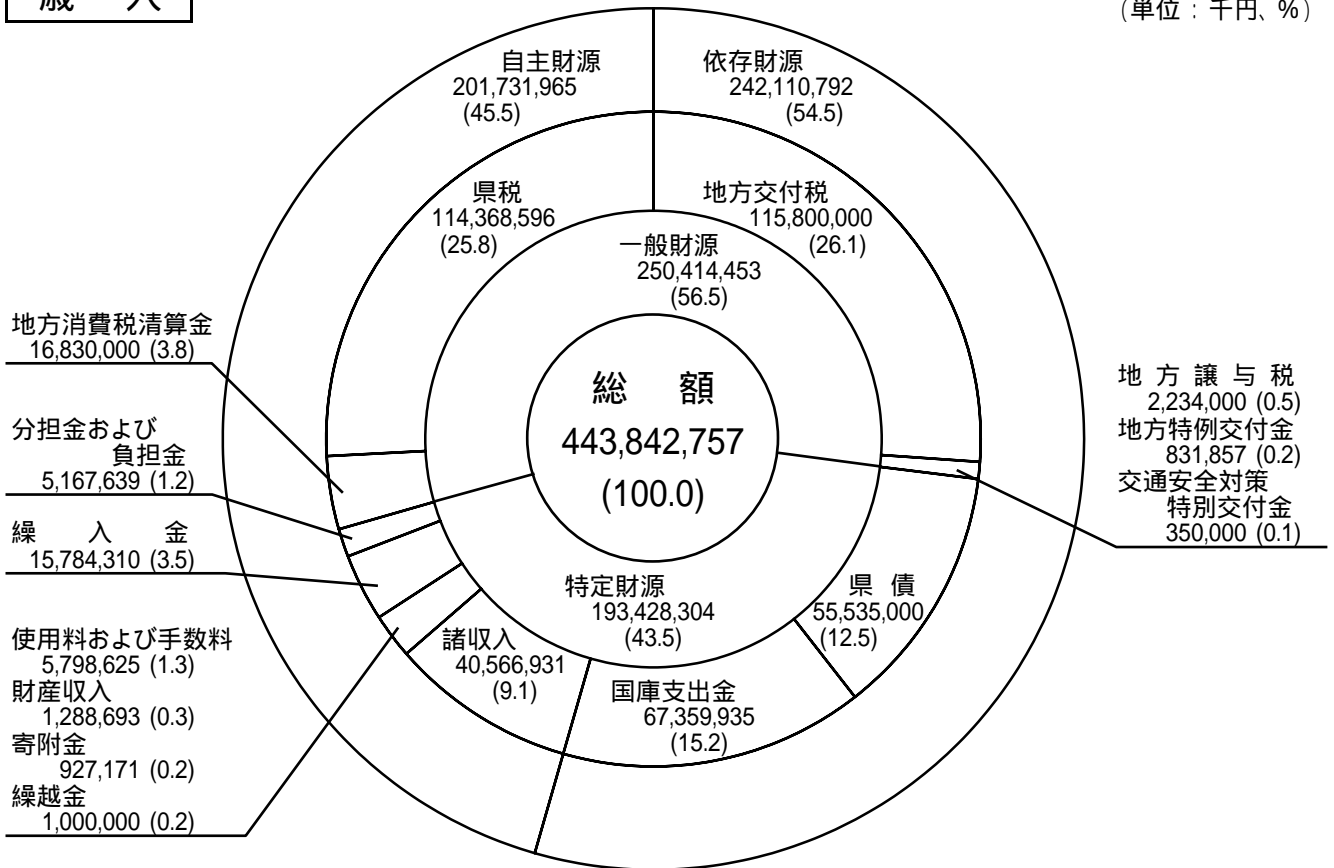 歳 入
(単位：千円、%)
自主財源
201,731,965
(45.5)
依存財源
242,110,792
(54.5)
県税
114,368,596
(25.8)
地方交付税
115,800,000
(26.1)
一般財源
250,414,453
(56.5)
総 額
443,842,757
(100.0)
地方消費税清算金
16,830,000 (3.8)
分担金および
負担金
5,167,639 (1.2)
繰 入 金
15,784,310 (3.5)
使用料および手数料
5,798,625 (1.3)
財産収入
1,288,693 (0.3)
寄附金
927,171 (0.2)
繰越金
1,000,000 (0.2)
地 方 譲 与 税
2,234,000 (0.5)
地方特例交付金
831,857 (0.2)
交通安全対策
特別交付金
350,000 (0.1)
特定財源
193,428,304
(43.5)
県 債
55,535,000
(12.5)
諸収入
40,566,931
(9.1)
国庫支出金
67,359,935
(15.2)